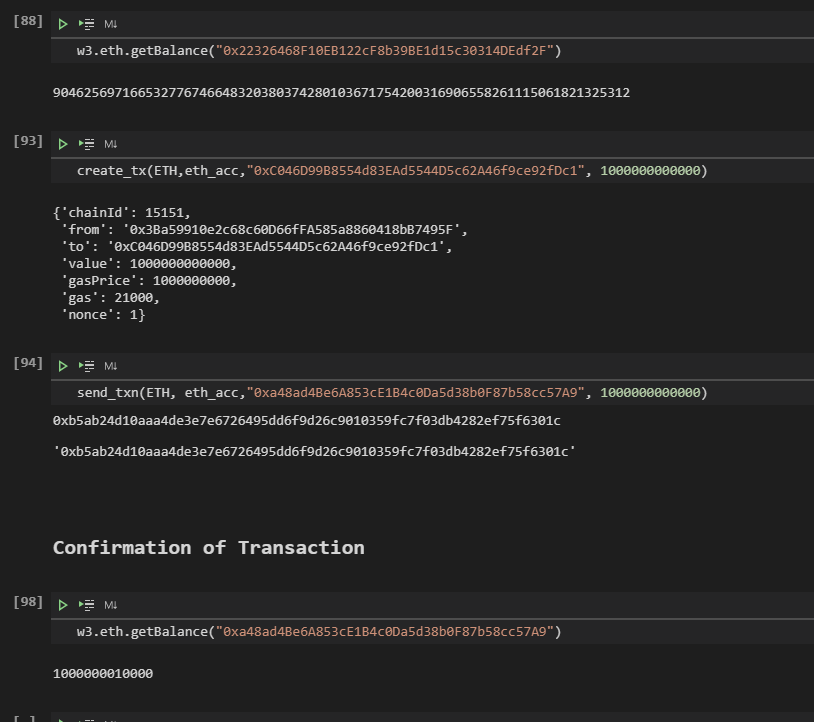 [88]
M↓
w3.eth.getBalance("0x22326468F10EB122cF8b39BE1d15c30314DEdf2F")
90462569716653277674664832038037428010367175420031690655826111506182132​5312
[93]
M↓
create_tx(ETH,eth_acc,"0xC046D99B8554d83EAd5544D5c62A46f9ce92fDc1", 1000000000000)
{'chainId': 15151,
'from': '0x3Ba59910e2c68c60D66fFA585a8860418bB7495F',
'to': '0xC046D99B8554d83EAd5544D5c62A46f9ce92fDc1',
'value': 1000000000000,
'gasPrice': 1000000000,
'gas': 21000,
'nonce': 1}
[94]
M↓
send_txn(ETH, eth_acc,"0xa48ad4Be6A853cE1B4c0Da5d38b0F87b58cc57A9", 1000000000000)
0xb5ab24d10aaa4de3e7e6726495dd6f9d26c9010359fc7f03db4282ef75f6301c
'0xb5ab24d10aaa4de3e7e6726495dd6f9d26c9010359fc7f03db4282ef75f6301c'
Confirmation of Transaction
[98]
M↓
w3.eth.getBalance("0xa48ad4Be6A853cE1B4c0Da5d38b0F87b58cc57A9")
1000000010000